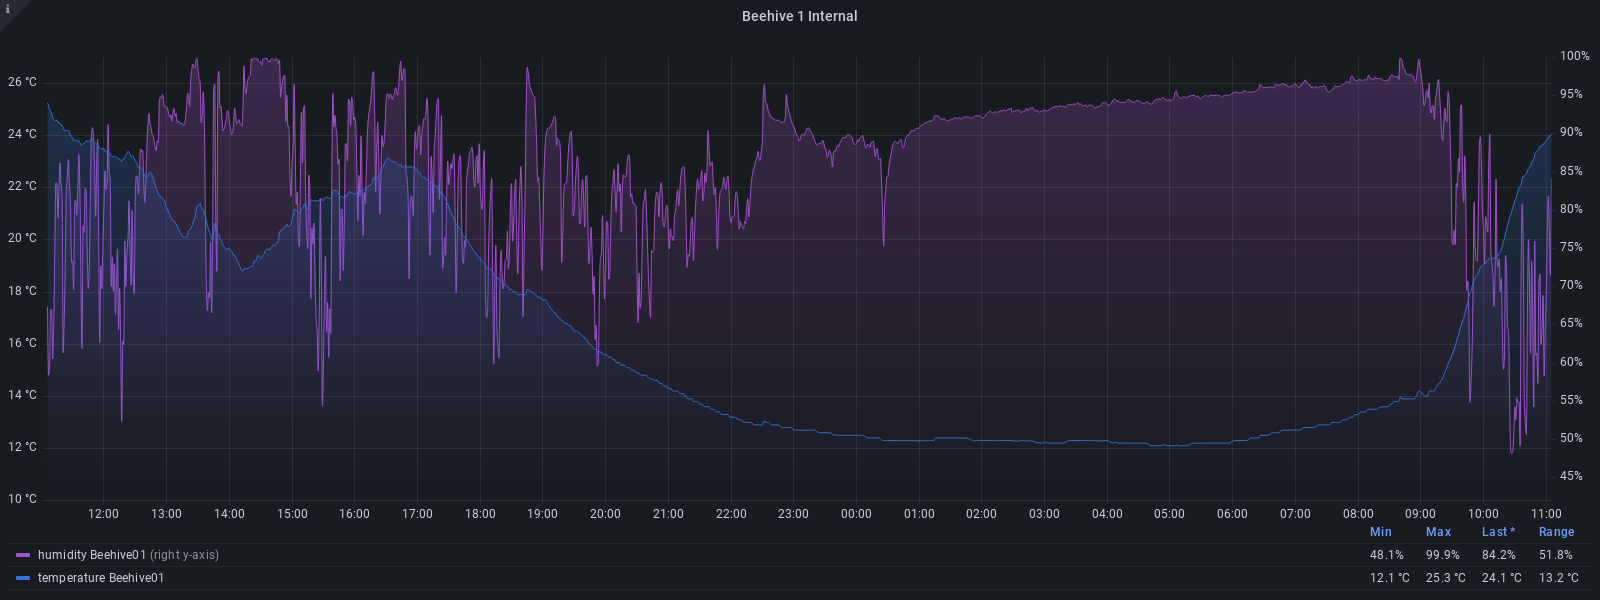 i
Beehive 1 Internal
26 °C
24 °C
22 °C
20 °C
18 °C
16 °C
14 °C
12 °C
10 °C
100%
95%
90%
85%
80%
75%
70%
65%
60%
55%
50%
45%
12:00 13:00 14:00 15:00 16:00 17:00 18:00 19:00 20:00 21:00 22:00 23:00 00:00 01:00 02:00 03:00 04:00 05:00 06:00 07:00 08:00 09:00 10:00 11:00
Min Max Last * Range
humidity Beehive01 (right y-axis) 48.1% 99.9% 84.2% 51.8%
temperature Beehive01 12.1 °C 25.3 °C 24.1 °C 13.2 °C